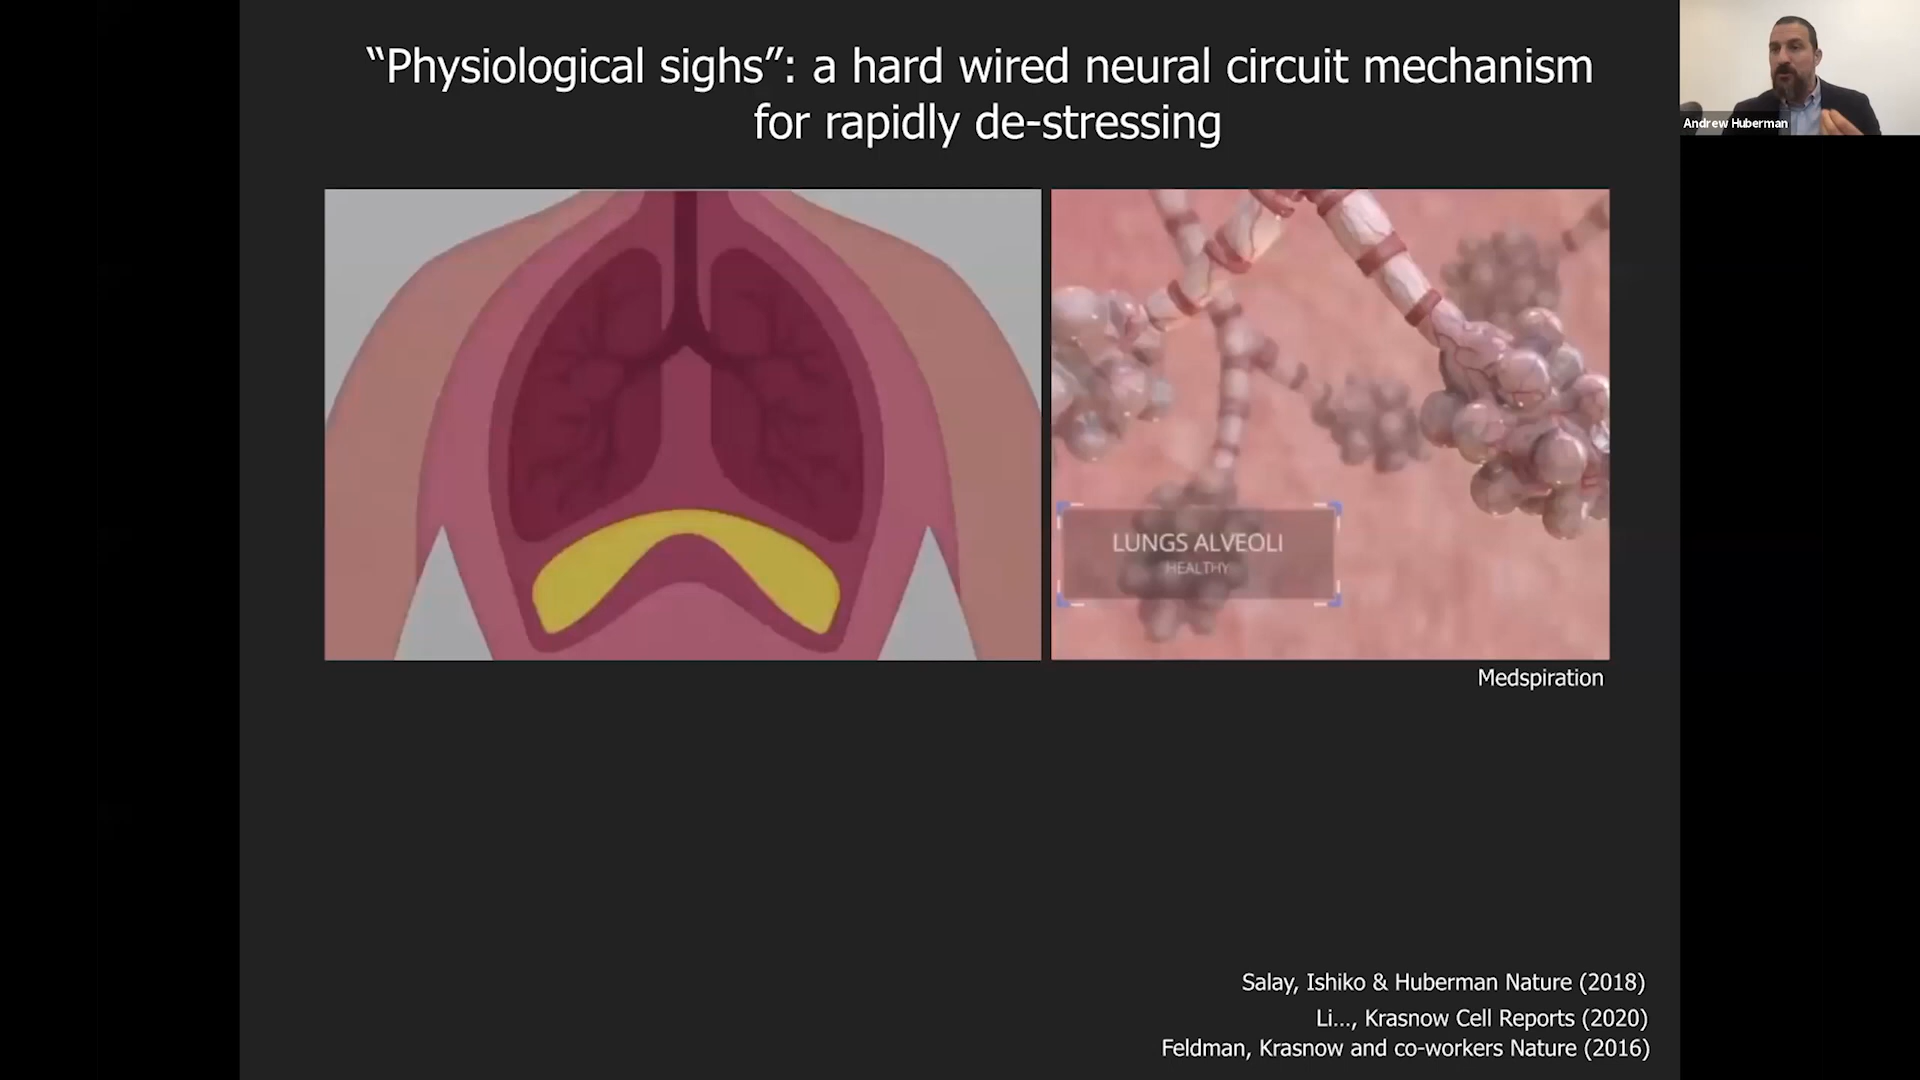 “Physiological sighs”: a hard wired neural circuit mechanism
for rapidly de-stressing
Andrew Huberman
LUNGS ALVEOLI
HEALTHY
Medspiration
Salay, Ishiko & Huberman Nature (2018)
Li..., Krasnow Cell Reports (2020)
Feldman, Krasnow and co-workers Nature (2016)